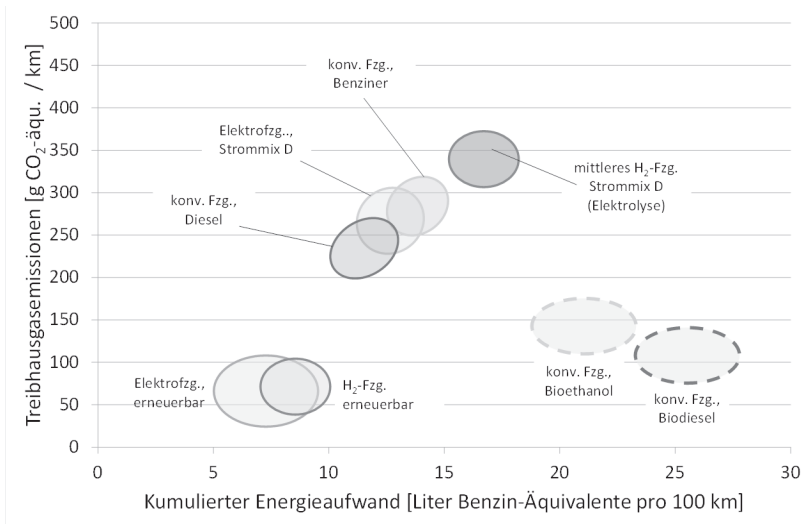 500
450
400
350
300
250
200
150
100
50
0
Treibhausgasemissionen [g CO₂-äqu. / km]
konv. Fzg.,
Benziner
Elektrofzg..,
Strommix D
konv. Fzg.,
Diesel
mittleres H₂-Fzg.
Strommix D
(Elektrolyse)
Elektrofzg.,
erneuerbar
H₂-Fzg.
erneuerbar
konv. Fzg.,
Bioethanol
konv. Fzg.,
Biodiesel
0 5 10 15 20 25 30
Kumulierter Energieaufwand [Liter Benzin-Äquivalente pro 100 km]